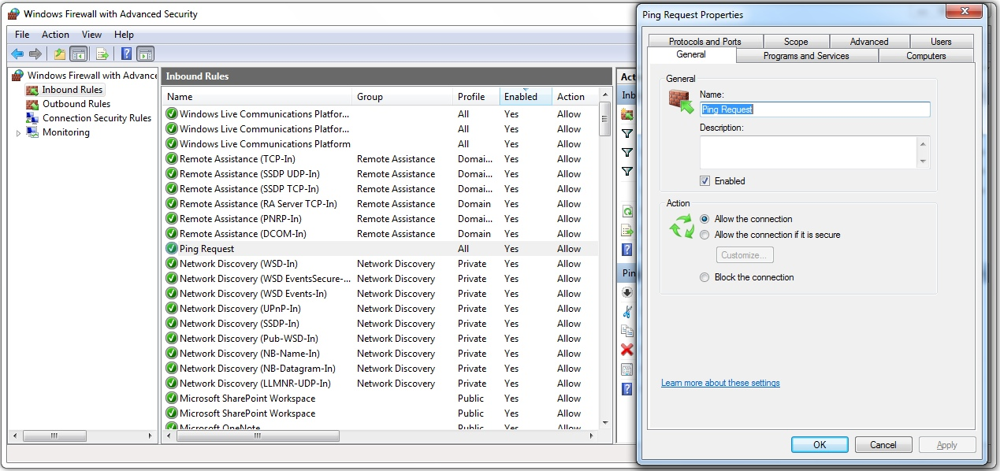 Windows Firewall with Advanced Security
File Action View Help
Windows Firewall with Advance
Inbound Rules
Outbound Rules
Connection Security Rules
Monitoring
Inbound Rules
Name Group Profile Enabled Action
Windows Live Communications Platfor... All Yes Allow
Windows Live Communications Platfor... All Yes Allow
Windows Live Communications Platform All Yes Allow
Remote Assistance (TCP-In) Remote Assistance Domai... Yes Allow
Remote Assistance (SSDP UDP-In) Remote Assistance Domai... Yes Allow
Remote Assistance (SSDP TCP-In) Remote Assistance Domai... Yes Allow
Remote Assistance (RA Server TCP-In) Remote Assistance Domain Yes Allow
Remote Assistance (PNRP-In) Remote Assistance Domai... Yes Allow
Remote Assistance (DCOM-In) Remote Assistance Domain Yes Allow
Ping Request All Yes Allow
Network Discovery (WSD-In) Network Discovery Private Yes Allow
Network Discovery (WSD EventsSecure-... Network Discovery Private Yes Allow
Network Discovery (WSD Events-In) Network Discovery Private Yes Allow
Network Discovery (UPnP-In) Network Discovery Private Yes Allow
Network Discovery (SSDP-In) Network Discovery Private Yes Allow
Network Discovery (Pub-WSD-In) Network Discovery Private Yes Allow
Network Discovery (NB-Name-In) Network Discovery Private Yes Allow
Network Discovery (NB-Datagram-In) Network Discovery Private Yes Allow
Network Discovery (LLMNR-UDP-In) Network Discovery Private Yes Allow
Microsoft SharePoint Workspace Public Yes Allow
Microsoft SharePoint Workspace Public Yes Allow
Microsoft OneNote Public Yes Allow
Act
Inb
Pin
Ping Request Properties
Protocols and Ports Scope Advanced Users
General Programs and Services Computers
General
Name:
Ping Request
Description:
Enabled
Action
Allow the connection
Allow the connection if it is secure
Customize...
Block the connection
Learn more about these settings
OK Cancel Apply